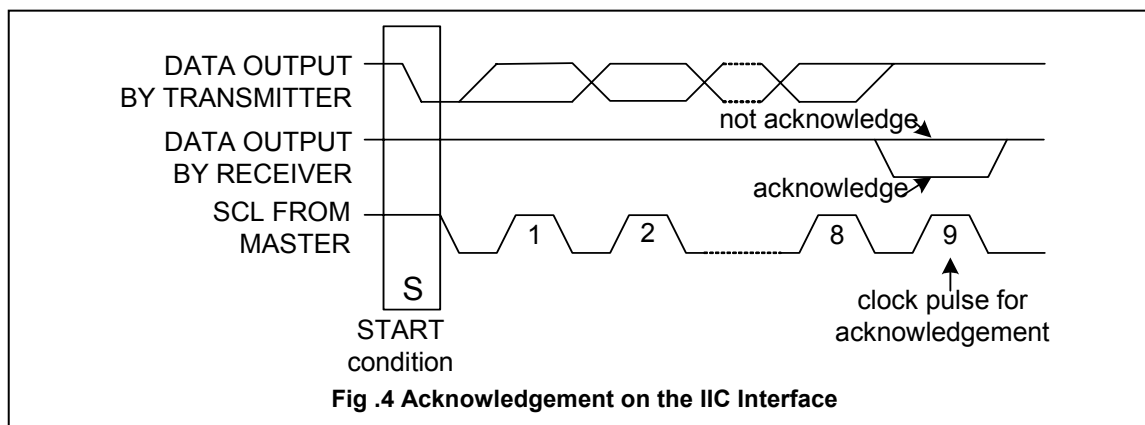 DATA OUTPUT
BY TRANSMITTER
not acknowledge
DATA OUTPUT
BY RECEIVER
acknowledge
SCL FROM
MASTER
1
2
8
9
S
START
condition
clock pulse for
acknowledgement
Fig .4 Acknowledgement on the IIC Interface